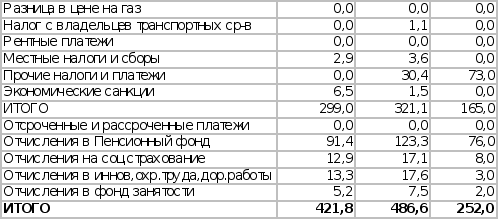 Разница в цене на газ 0,0 0,0 0,0
Налог с владельцев транспортных ср-в 0,0 1,1 0,0
Рентные платежи 0,0 0,0 0,0
Местные налоги и сборы 2,9 3,6 0,0
Прочие налоги и платежи 0,0 30,4 73,0
Экономические санкции 6,5 1,5 0,0
ИТОГО 299,0 321,1 165,0
Отсроченные и рассроченные платежи 0,0 0,0 0,0
Отчисления в Пенсионный фонд 91,4 123,3 76,0
Отчисления на соц.страхование 12,9 17,1 8,0
Отчисления в иннов,охр.труда,дор.работы 13,3 17,6 3,0
Отчисления в фонд занятости 5,2 7,5 2,0
ИТОГО 421,8 486,6 252,0